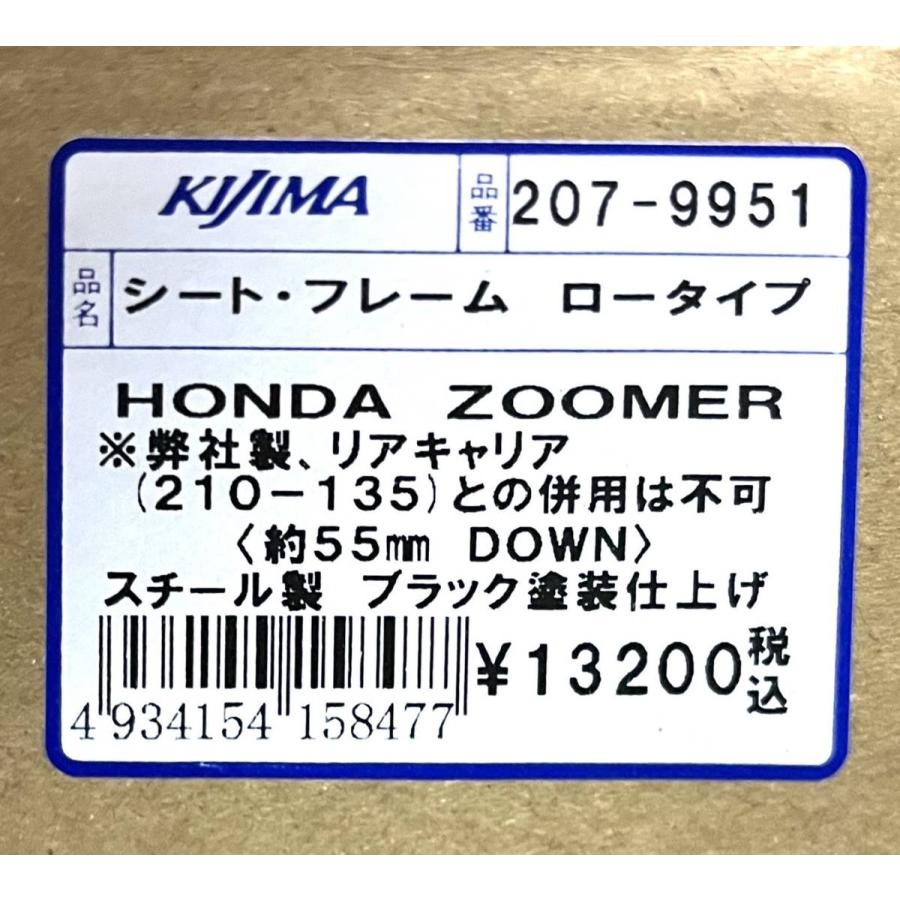 KIJIMA 品番 207-9951
品名 シート・フレーム ロータイプ
HONDA ZOOMER
※弊社製、リアキャリア
(210-135)との併用は不可
〈約55㎜ DOWN〉
スチール製 ブラック塗装仕上げ
¥13200税込
4 934154 158477